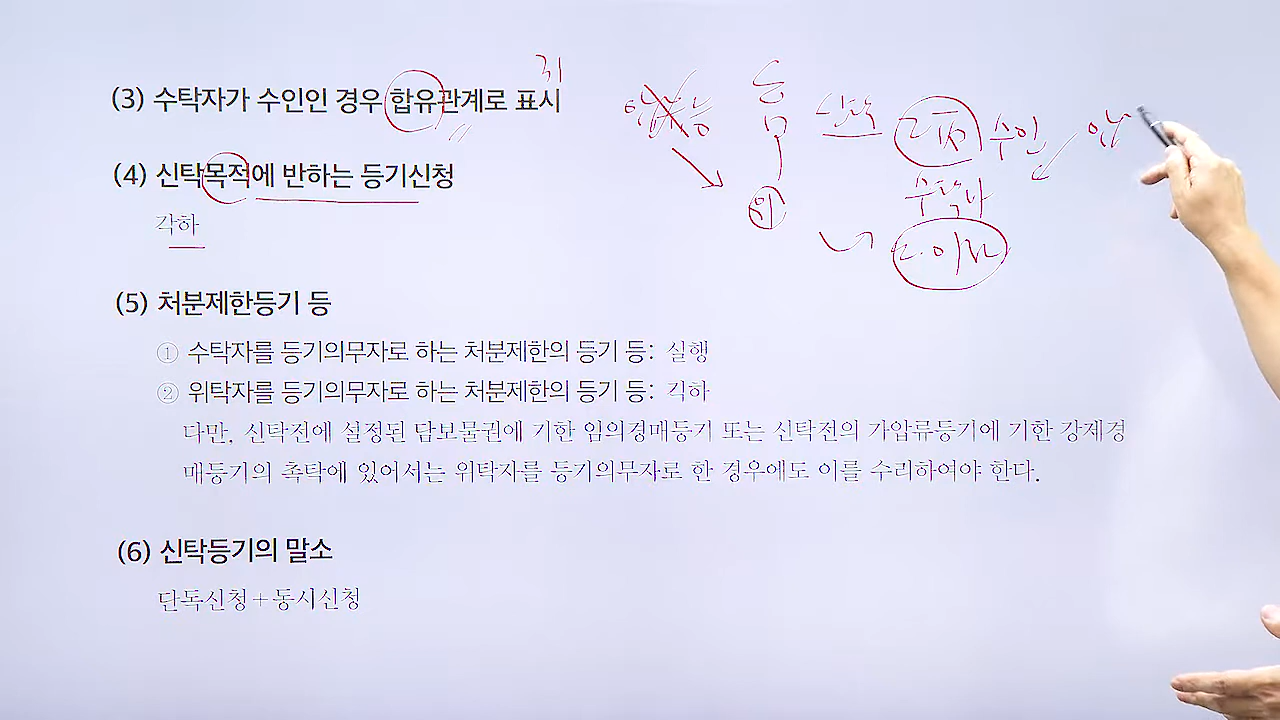 (3) 수탁자가 수인인 경우 합유관계로 표시
(4) 신탁목적에 반하는 등기신청
각하
(5) 처분제한등기 등
① 수탁자를 등기의무자로 하는 처분제한의 등기 등: 실행
② 위탁자를 등기의무자로 하는 처분제한의 등기 등: 각하
다만, 신탁전에 설정된 담보물권에 기한 임의경매등기 또는 신탁전의 가압류등기에 기한 강제경
매등기의 촉탁에 있어서는 위탁자를 등기의무자로 한 경우에도 이를 수리하여야 한다.
(6) 신탁등기의 말소
단독신청+동시신청
신탁
수인
수탁자